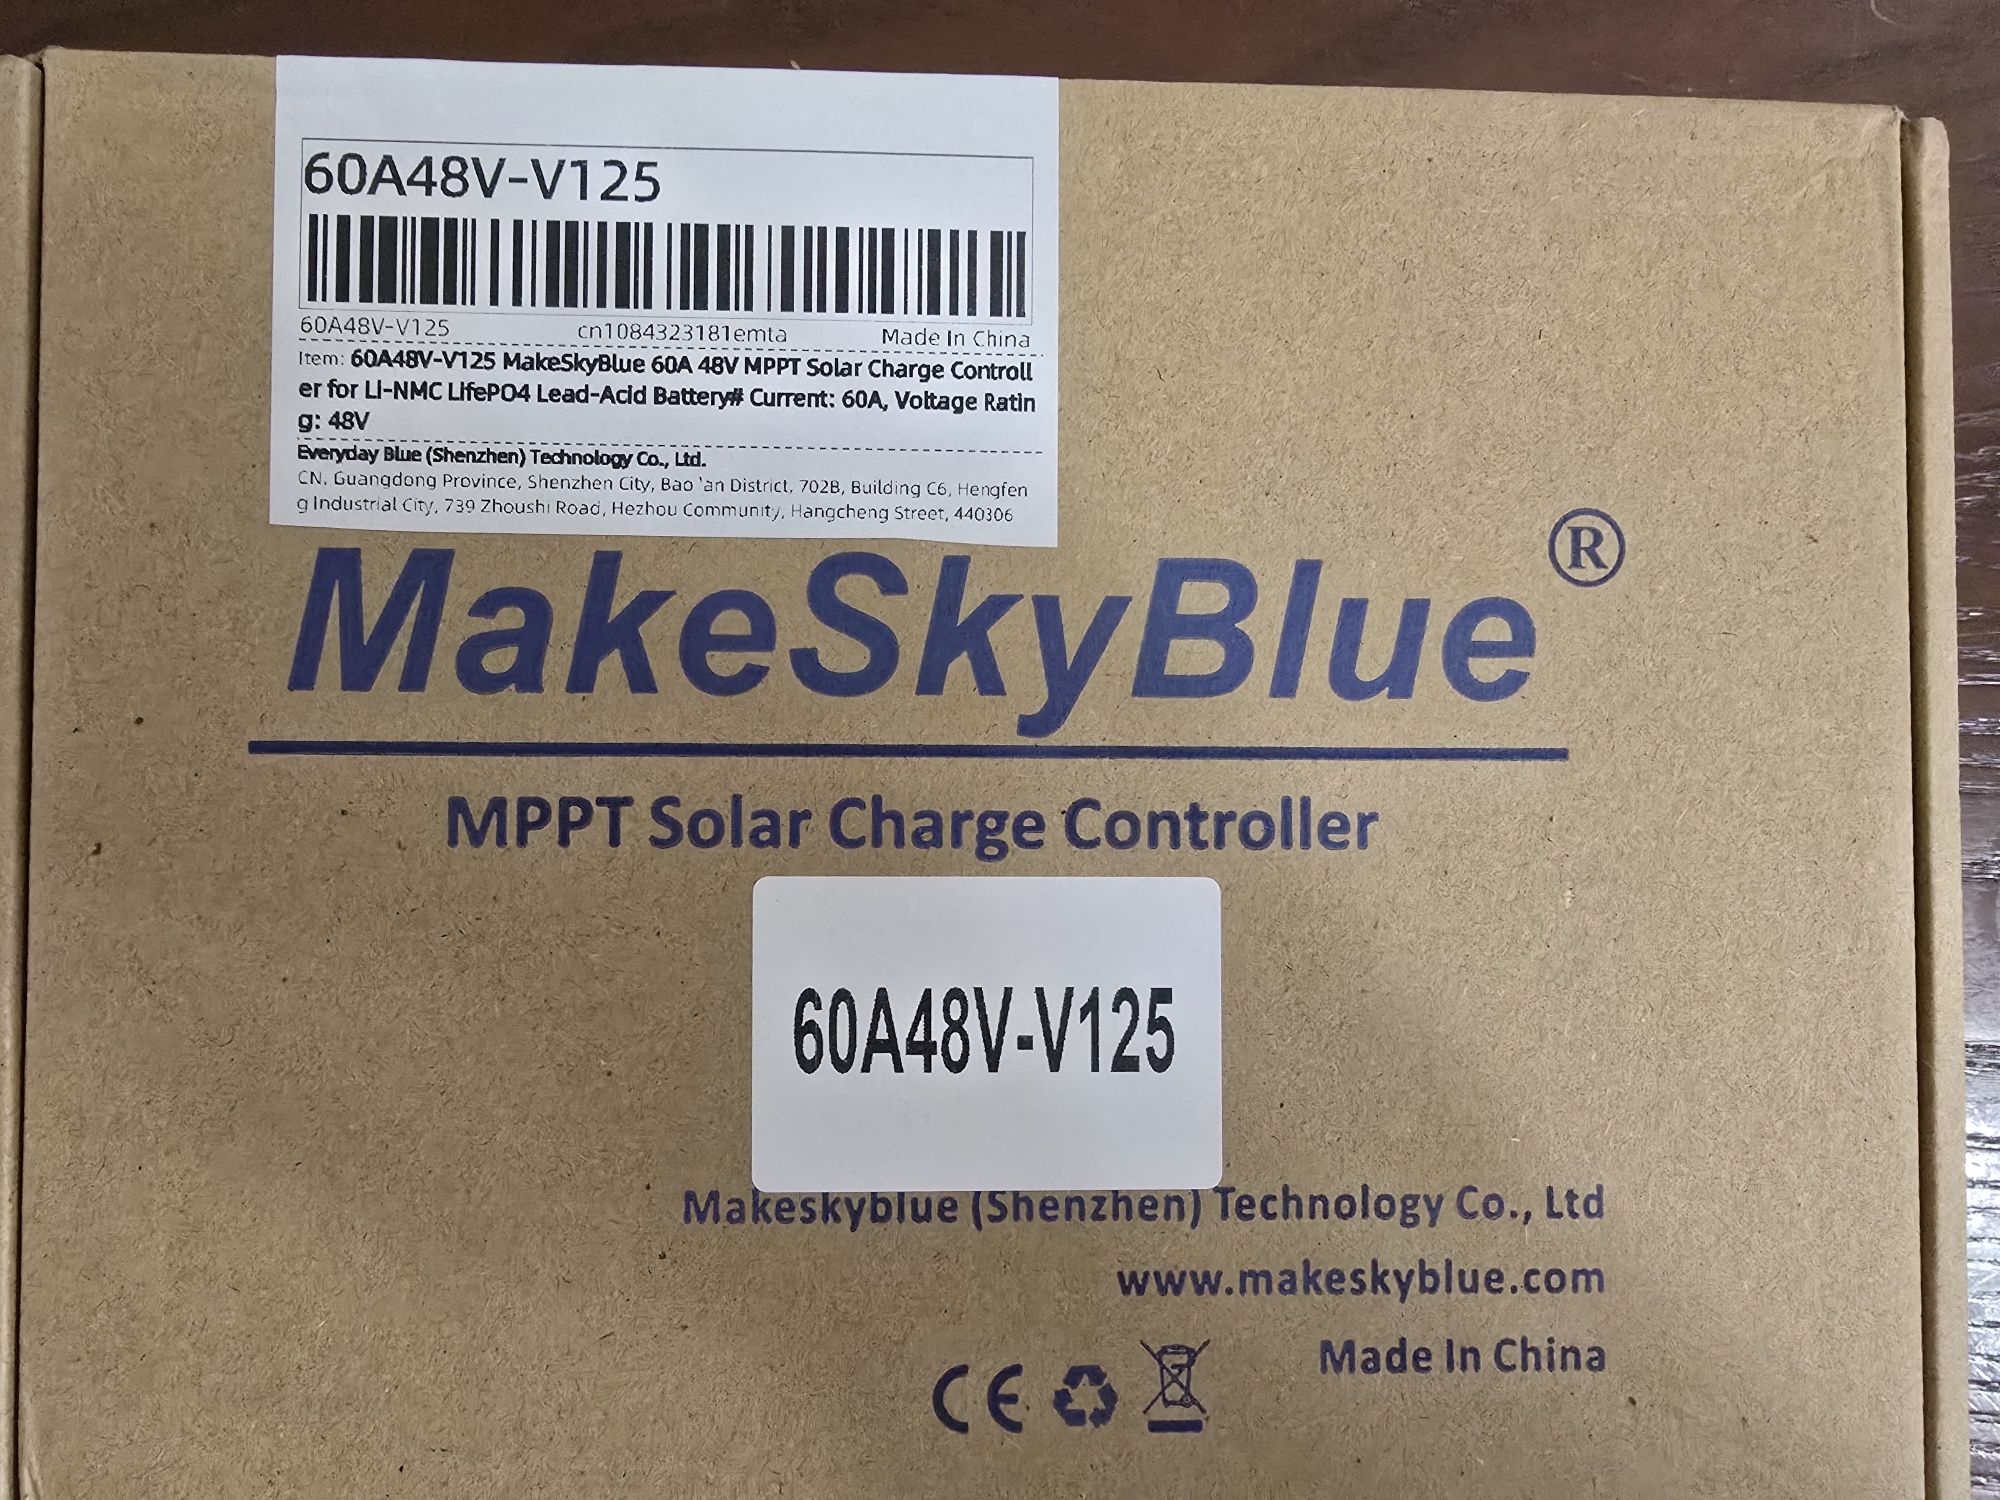 60A48V-V125
60A48V-V125 cn1084323181emta Made In China
Item: 60A48V-V125 MakeSkyBlue 60A 48V MPPT Solar Charge Controll
er for Li-NMC LifePO4 Lead-Acid Battery# Current: 60A, Voltage Ratin
g: 48V
Everyday Blue (Shenzhen) Technology Co., Ltd.
CN, Guangdong Province, Shenzhen City, Bao 'an District, 702B, Building C6, Hengfen
g Industrial City, 739 Zhoushi Road, Hezhou Community, Hangcheng Street, 440306
MakeSkyBlue®
MPPT Solar Charge Controller
60A48V-V125
Makeskyblue (Shenzhen) Technology Co., Ltd
www.makeskyblue.com
Made In China
CE